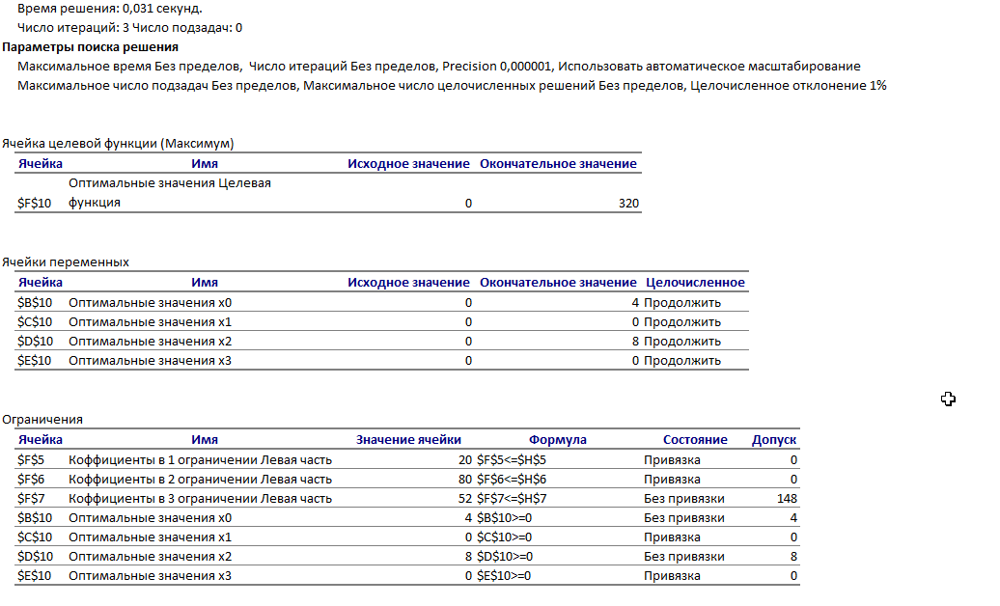 Время решения: 0,031 секунд.
Число итераций: 3 Число подзадач: 0
Параметры поиска решения
Максимальное время Без пределов, Число итераций Без пределов, Precision 0,000001, Использовать автоматическое масштабирование
Максимальное число подзадач Без пределов, Максимальное число целочисленных решений Без пределов, Целочисленное отклонение 1%
Ячейка целевой функции (Максимум)
Ячейка Имя Исходное значение Окончательное значение
Оптимальные значения Целевая
$F$10 функция 0 320
Ячейки переменных
Ячейка Имя Исходное значение Окончательное значение Целочисленное
$B$10 Оптимальные значения x0 0 4 Продолжить
$C$10 Оптимальные значения x1 0 0 Продолжить
$D$10 Оптимальные значения x2 0 8 Продолжить
$E$10 Оптимальные значения x3 0 0 Продолжить
Ограничения
Ячейка Имя Значение ячейки Формула Состояние Допуск
$F$5 Коффициенты в 1 ограничении Левая часть 20 $F$5<=$H$5 Привязка 0
$F$6 Коффициенты в 2 ограничении Левая часть 80 $F$6<=$H$6 Привязка 0
$F$7 Коффициенты в 3 ограничении Левая часть 52 $F$7<=$H$7 Без привязки 148
$B$10 Оптимальные значения x0 4 $B$10>=0 Без привязки 4
$C$10 Оптимальные значения x1 0 $C$10>=0 Привязка 0
$D$10 Оптимальные значения x2 8 $D$10>=0 Без привязки 8
$E$10 Оптимальные значения x3 0 $E$10>=0 Привязка 0